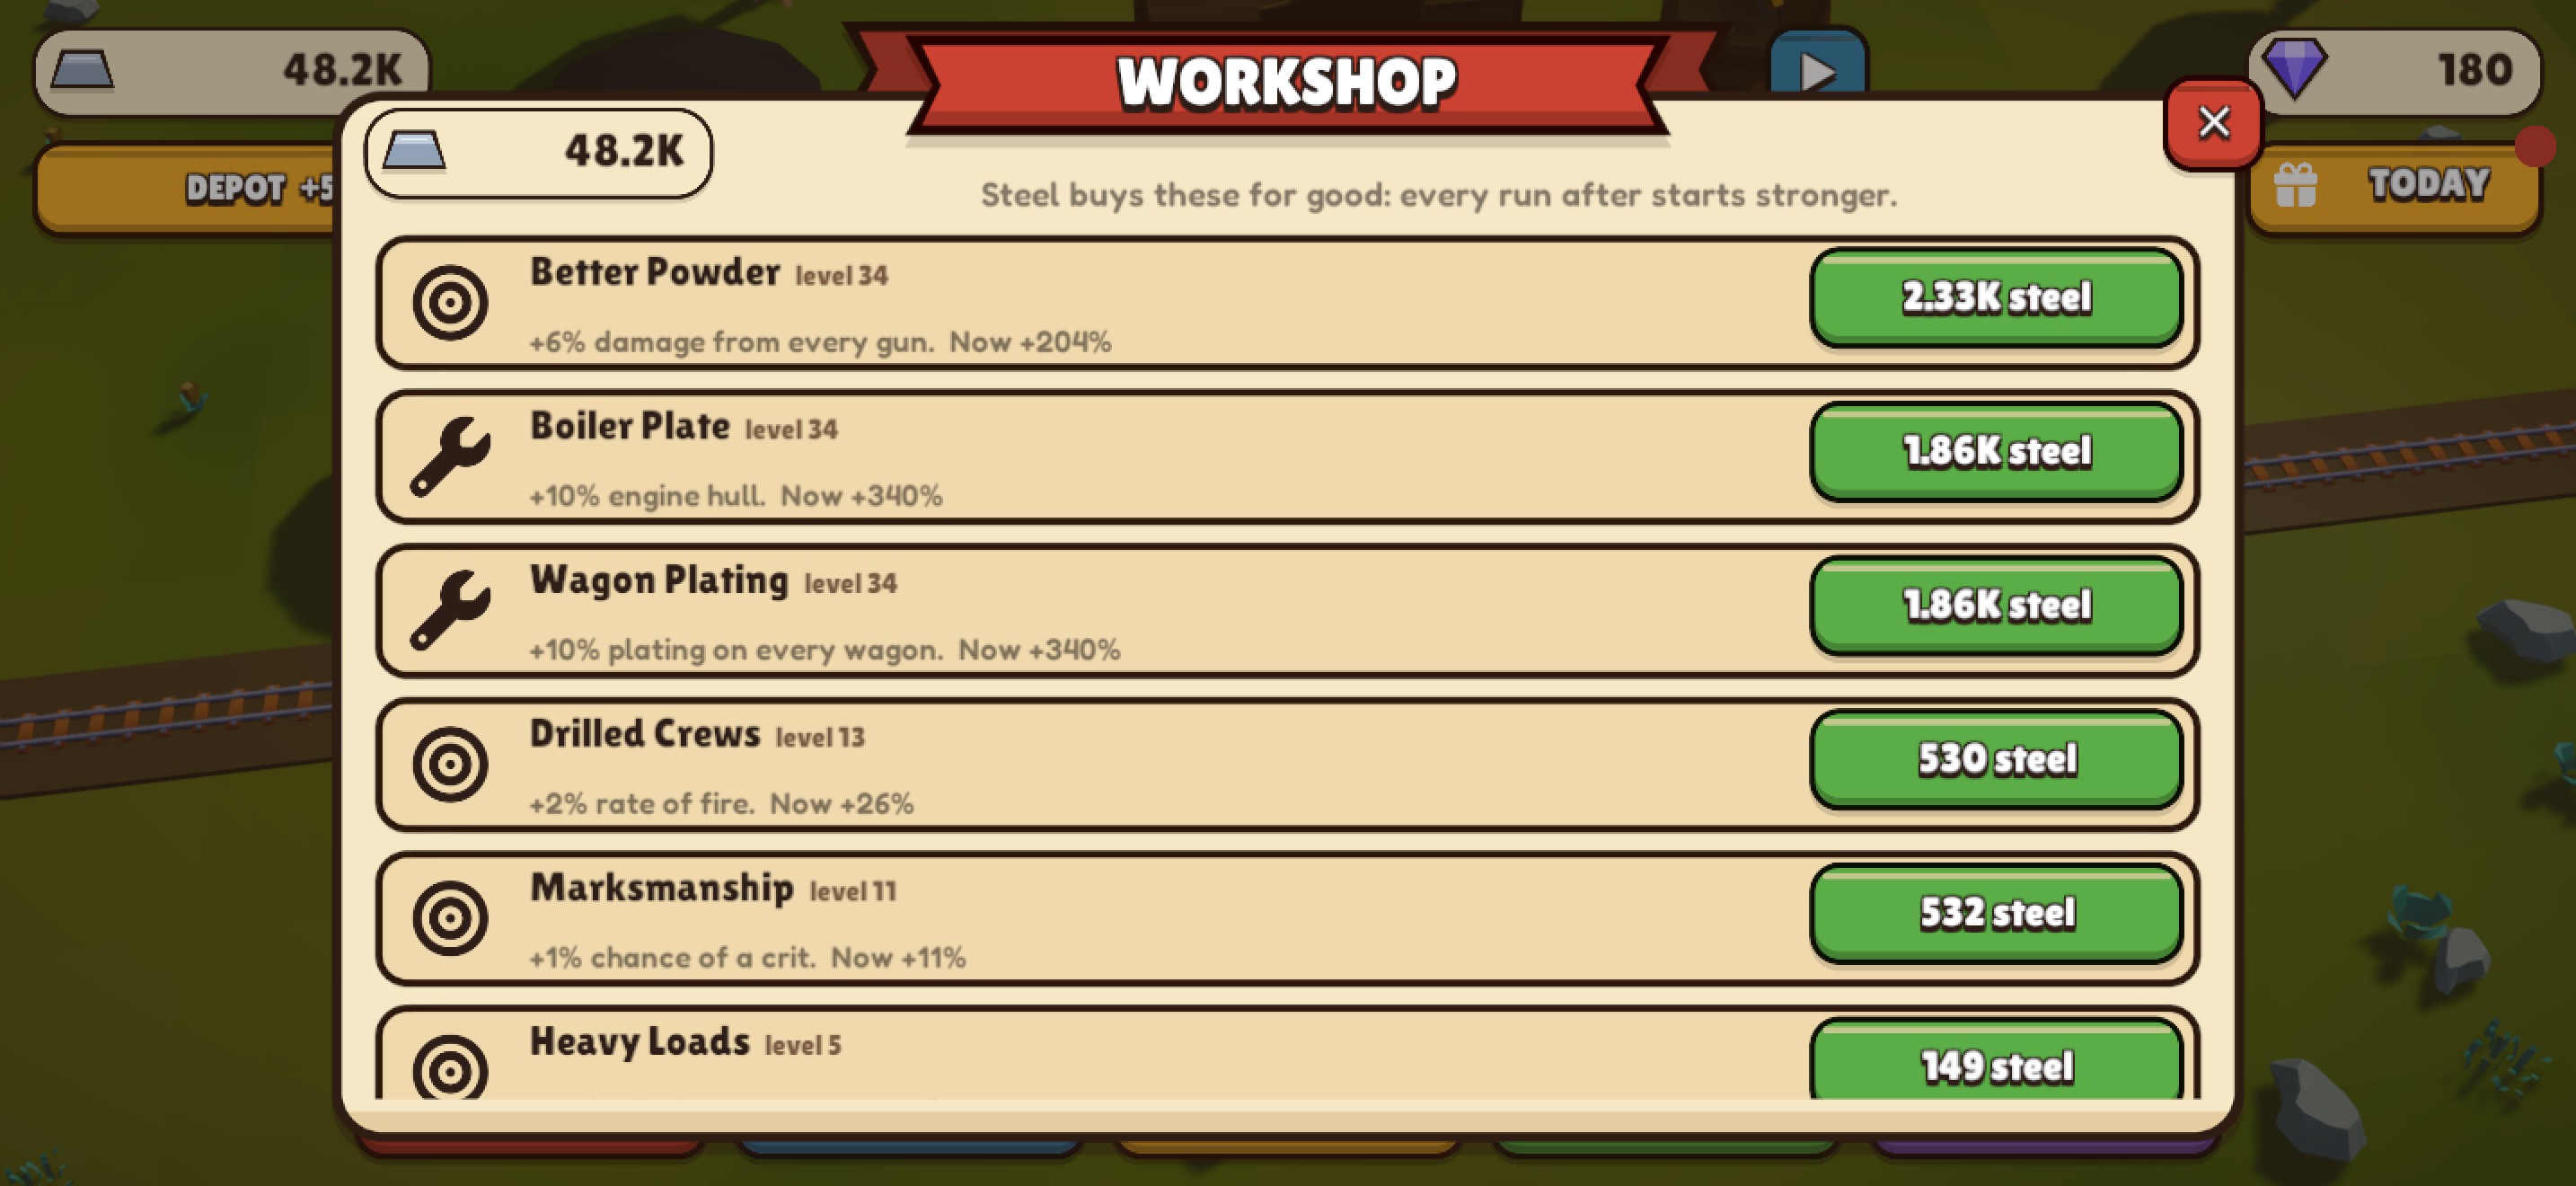 48.2K
WORKSHOP
180
48.2K
DEPOT +5
TODAY
Steel buys these for good: every run after starts stronger.
Better Powder level 34
2.33K steel
+6% damage from every gun. Now +204%
Boiler Plate level 34
1.86K steel
+10% engine hull. Now +340%
Wagon Plating level 34
1.86K steel
+10% plating on every wagon. Now +340%
Drilled Crews level 13
530 steel
+2% rate of fire. Now +26%
Marksmanship level 11
532 steel
+1% chance of a crit. Now +11%
Heavy Loads level 5
149 steel